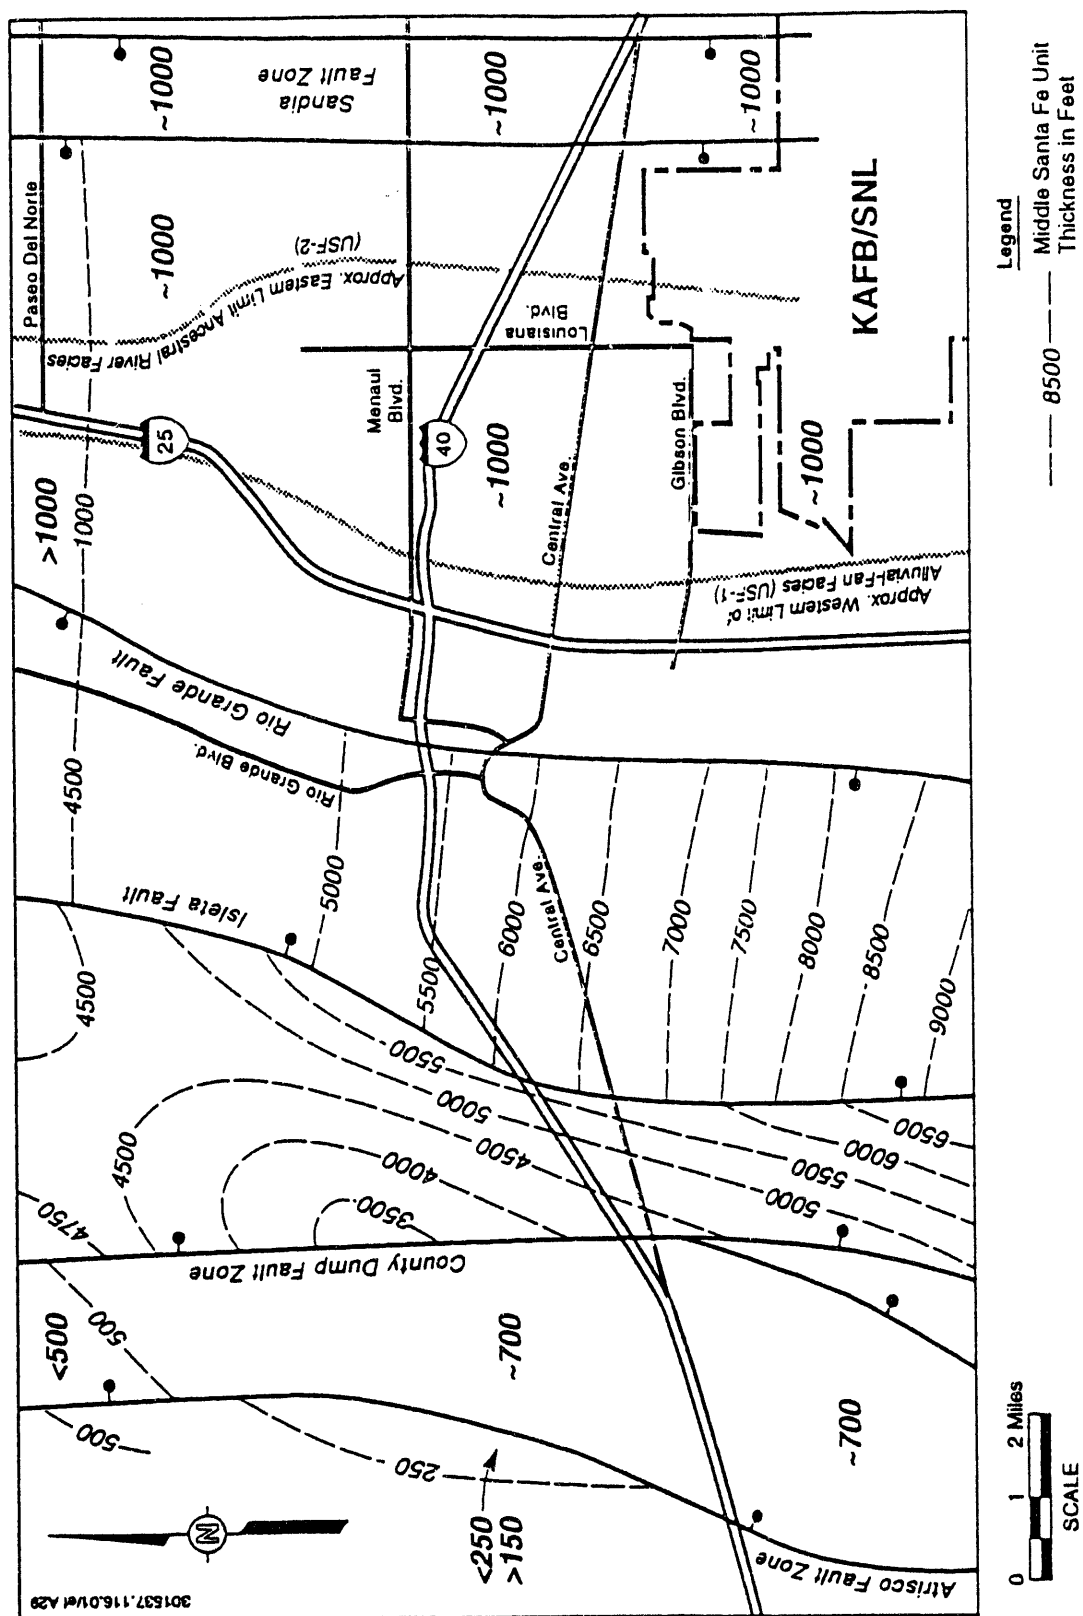 301537.116.01/vel A29
N
Atrisco Fault Zone
<250
>150
250
500
<500
500
~700
~700
County Dump Fault Zone
4750
4500
4000
3500
4500
5000
5500
5000
5500
6000
6500
4500
Isleta Fault
4500
5000
5500
6000
6500
7000
7500
8000
8500
9000
Central Ave.
Rio Grande Blvd.
Rio Grande Fault
>1000
1000
25
40
Menaul
Blvd.
~1000
Central Ave.
Gibson Blvd.
Louisiana
Blvd.
~1000
Approx. Western Limit of
Alluvial-Fan Facies (USF-1)
Paseo Del Norte
Approx. Eastern Limit Ancestral River Facies
(USF-2)
~1000
KAFB/SNL
Sandia
Fault Zone
~1000
~1000
~1000
0 1 2 Miles
SCALE
Legend
8500
Middle Santa Fe Unit
Thickness in Feet